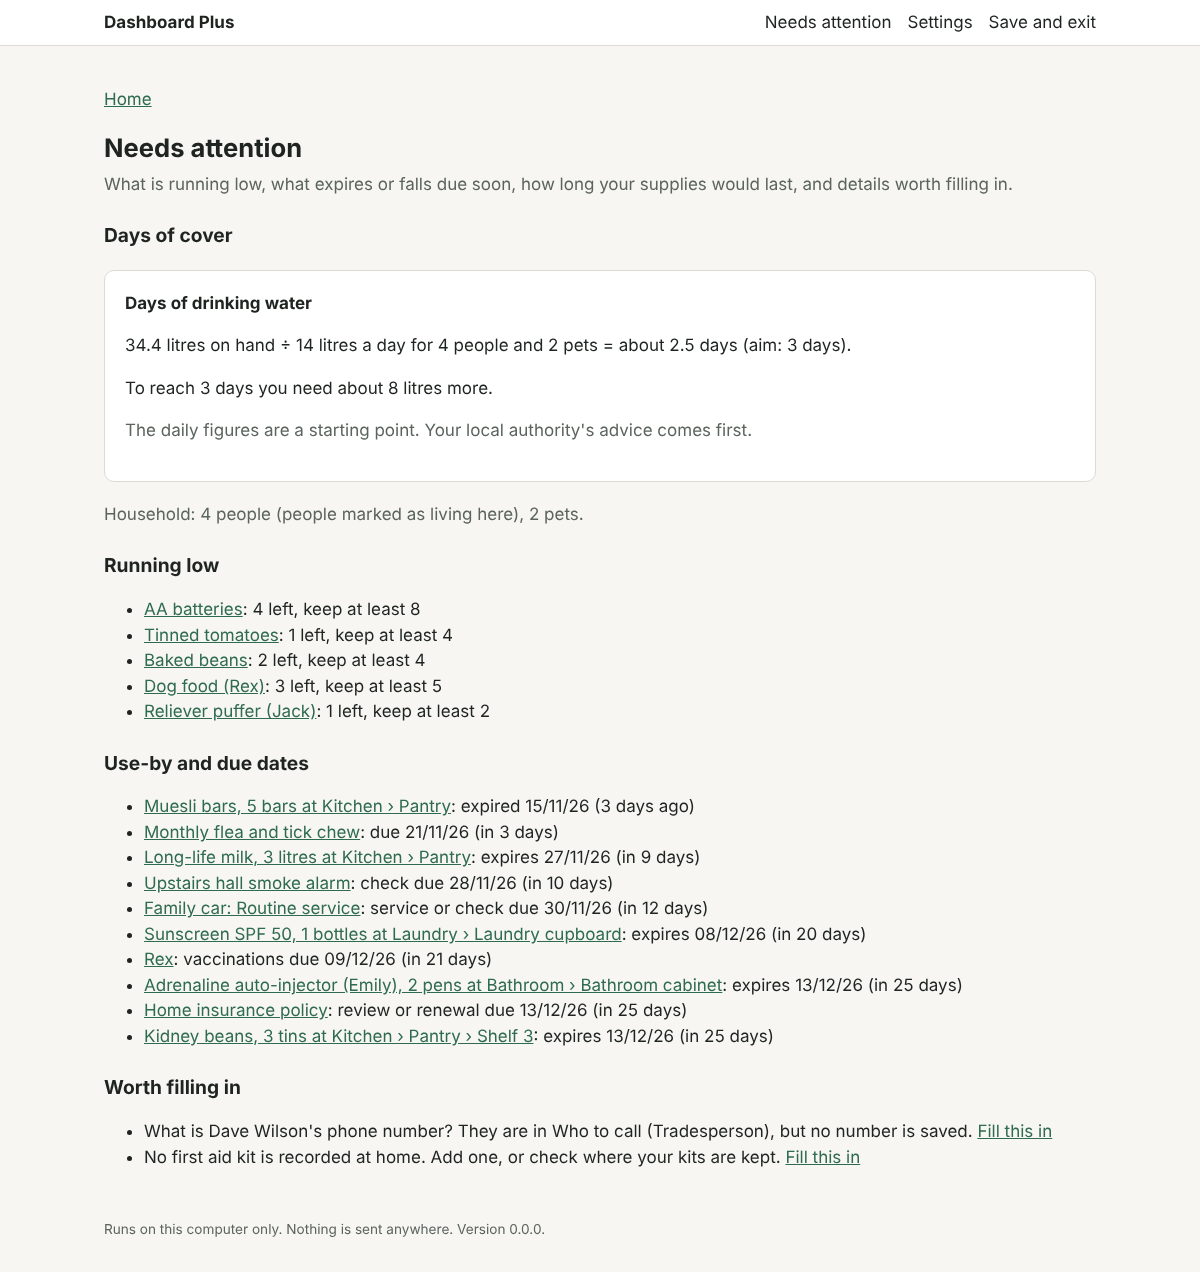 Dashboard Plus
Needs attention Settings Save and exit
Home
Needs attention
What is running low, what expires or falls due soon, how long your supplies would last, and details worth filling in.
Days of cover
Days of drinking water
34.4 litres on hand ÷ 14 litres a day for 4 people and 2 pets = about 2.5 days (aim: 3 days).
To reach 3 days you need about 8 litres more.
The daily figures are a starting point. Your local authority's advice comes first.
Household: 4 people (people marked as living here), 2 pets.
Running low
AA batteries: 4 left, keep at least 8
Tinned tomatoes: 1 left, keep at least 4
Baked beans: 2 left, keep at least 4
Dog food (Rex): 3 left, keep at least 5
Reliever puffer (Jack): 1 left, keep at least 2
Use-by and due dates
Muesli bars, 5 bars at Kitchen › Pantry: expired 15/11/26 (3 days ago)
Monthly flea and tick chew: due 21/11/26 (in 3 days)
Long-life milk, 3 litres at Kitchen › Pantry: expires 27/11/26 (in 9 days)
Upstairs hall smoke alarm: check due 28/11/26 (in 10 days)
Family car: Routine service: service or check due 30/11/26 (in 12 days)
Sunscreen SPF 50, 1 bottles at Laundry › Laundry cupboard: expires 08/12/26 (in 20 days)
Rex: vaccinations due 09/12/26 (in 21 days)
Adrenaline auto-injector (Emily), 2 pens at Bathroom › Bathroom cabinet: expires 13/12/26 (in 25 days)
Home insurance policy: review or renewal due 13/12/26 (in 25 days)
Kidney beans, 3 tins at Kitchen › Pantry › Shelf 3: expires 13/12/26 (in 25 days)
Worth filling in
What is Dave Wilson's phone number? They are in Who to call (Tradesperson), but no number is saved. Fill this in
No first aid kit is recorded at home. Add one, or check where your kits are kept. Fill this in
Runs on this computer only. Nothing is sent anywhere. Version 0.0.0.